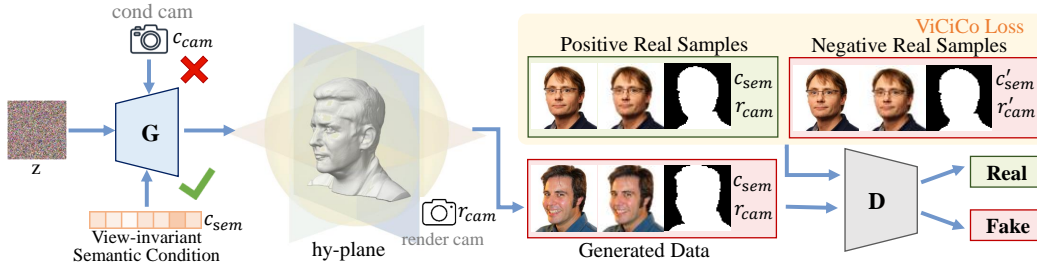 cond cam
c_cam
z
G
c_sem
View-invariant
Semantic Condition
hy-plane
r_cam
render cam
ViCiCo Loss
Positive Real Samples
c_sem
r_cam
Negative Real Samples
c'_sem
r'_cam
c_sem
r_cam
Generated Data
D
Real
Fake